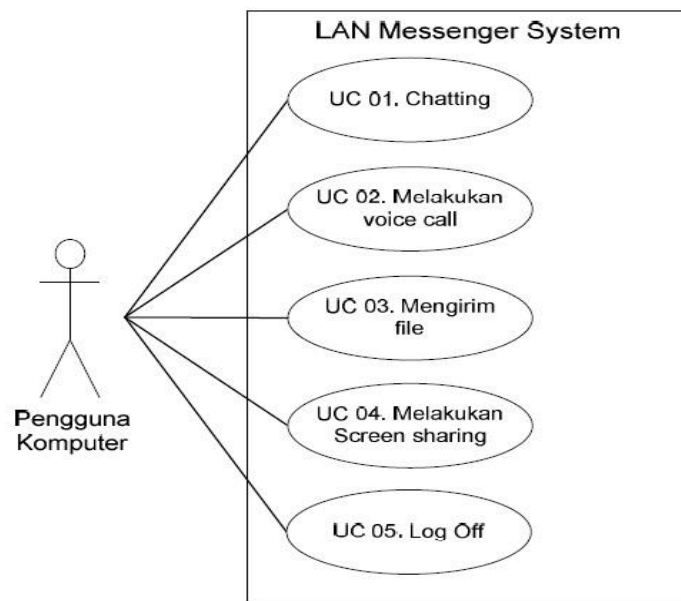 LAN Messenger System
UC 01. Chatting
UC 02. Melakukan
voice call
UC 03. Mengirim
file
UC 04. Melakukan
Screen sharing
UC 05. Log Off
Pengguna
Komputer